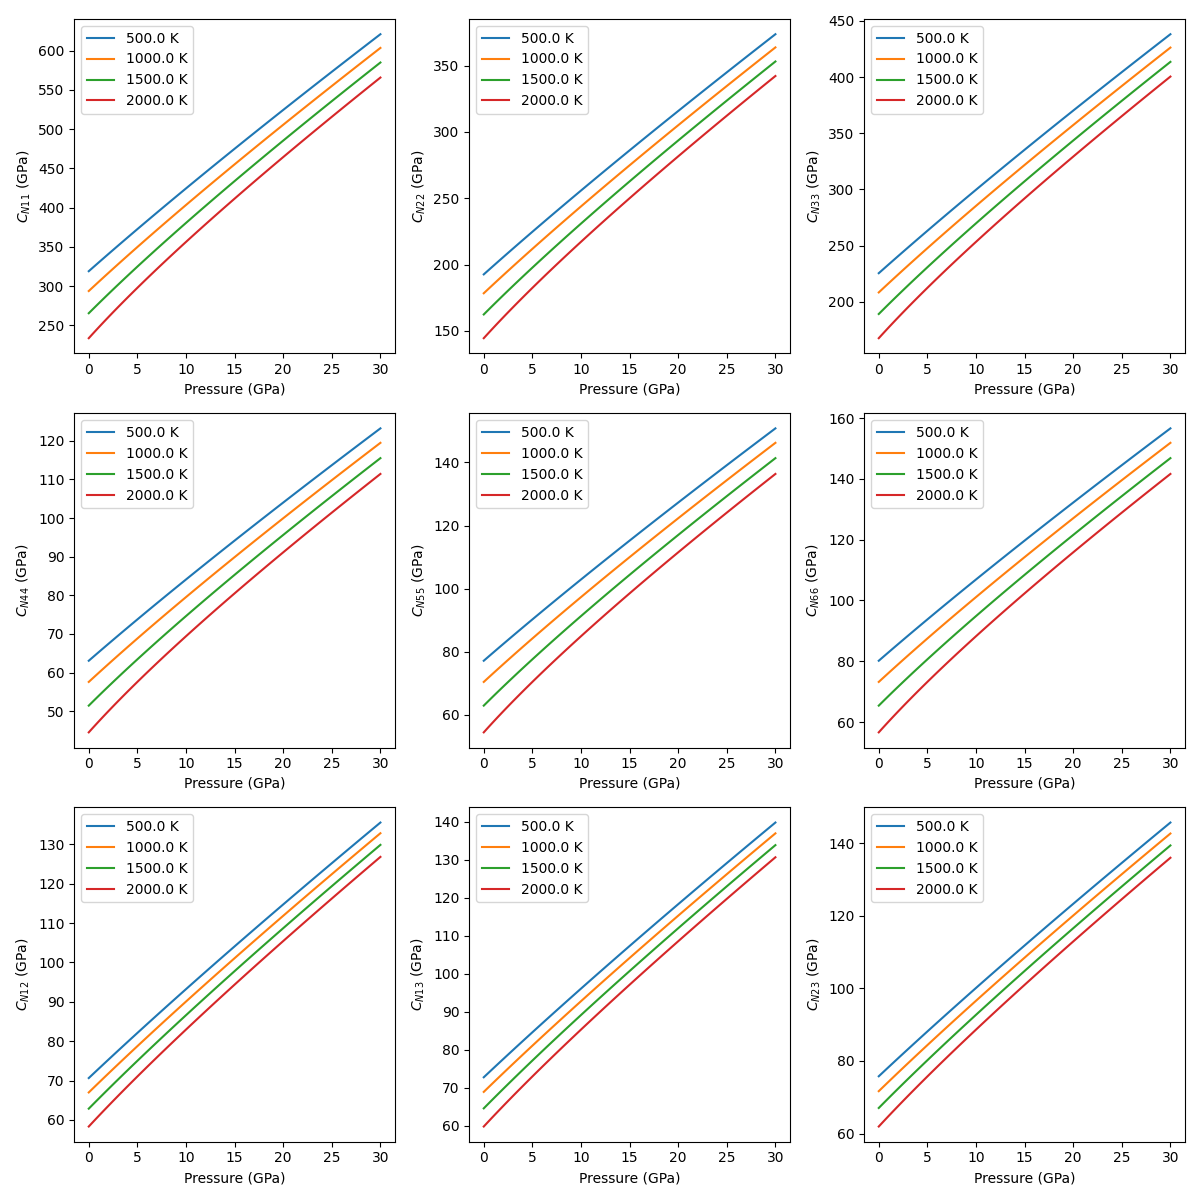 600
550
500
450
400
350
300
250
C_N11 (GPa)
500.0 K
1000.0 K
1500.0 K
2000.0 K
0 5 10 15 20 25 30
Pressure (GPa)
350
300
250
200
150
C_N22 (GPa)
500.0 K
1000.0 K
1500.0 K
2000.0 K
0 5 10 15 20 25 30
Pressure (GPa)
450
400
350
300
250
200
C_N33 (GPa)
500.0 K
1000.0 K
1500.0 K
2000.0 K
0 5 10 15 20 25 30
Pressure (GPa)
120
110
100
90
80
70
60
50
C_N44 (GPa)
500.0 K
1000.0 K
1500.0 K
2000.0 K
0 5 10 15 20 25 30
Pressure (GPa)
140
120
100
80
60
C_N55 (GPa)
500.0 K
1000.0 K
1500.0 K
2000.0 K
0 5 10 15 20 25 30
Pressure (GPa)
160
140
120
100
80
60
C_N66 (GPa)
500.0 K
1000.0 K
1500.0 K
2000.0 K
0 5 10 15 20 25 30
Pressure (GPa)
130
120
110
100
90
80
70
60
C_N12 (GPa)
500.0 K
1000.0 K
1500.0 K
2000.0 K
0 5 10 15 20 25 30
Pressure (GPa)
140
130
120
110
100
90
80
70
60
C_N13 (GPa)
500.0 K
1000.0 K
1500.0 K
2000.0 K
0 5 10 15 20 25 30
Pressure (GPa)
140
120
100
80
60
C_N23 (GPa)
500.0 K
1000.0 K
1500.0 K
2000.0 K
0 5 10 15 20 25 30
Pressure (GPa)